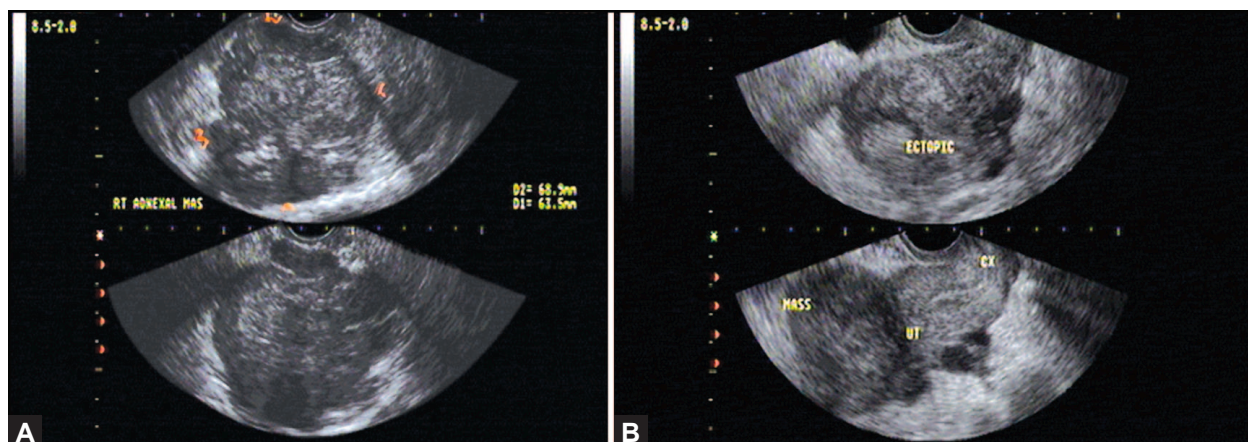 8.5-2.0
RT ADNEXAL MAS
D2= 68.9mm
D1= 63.5mm
A
8.5-2.0
ECTOPIC
CX
MASS
UT
B